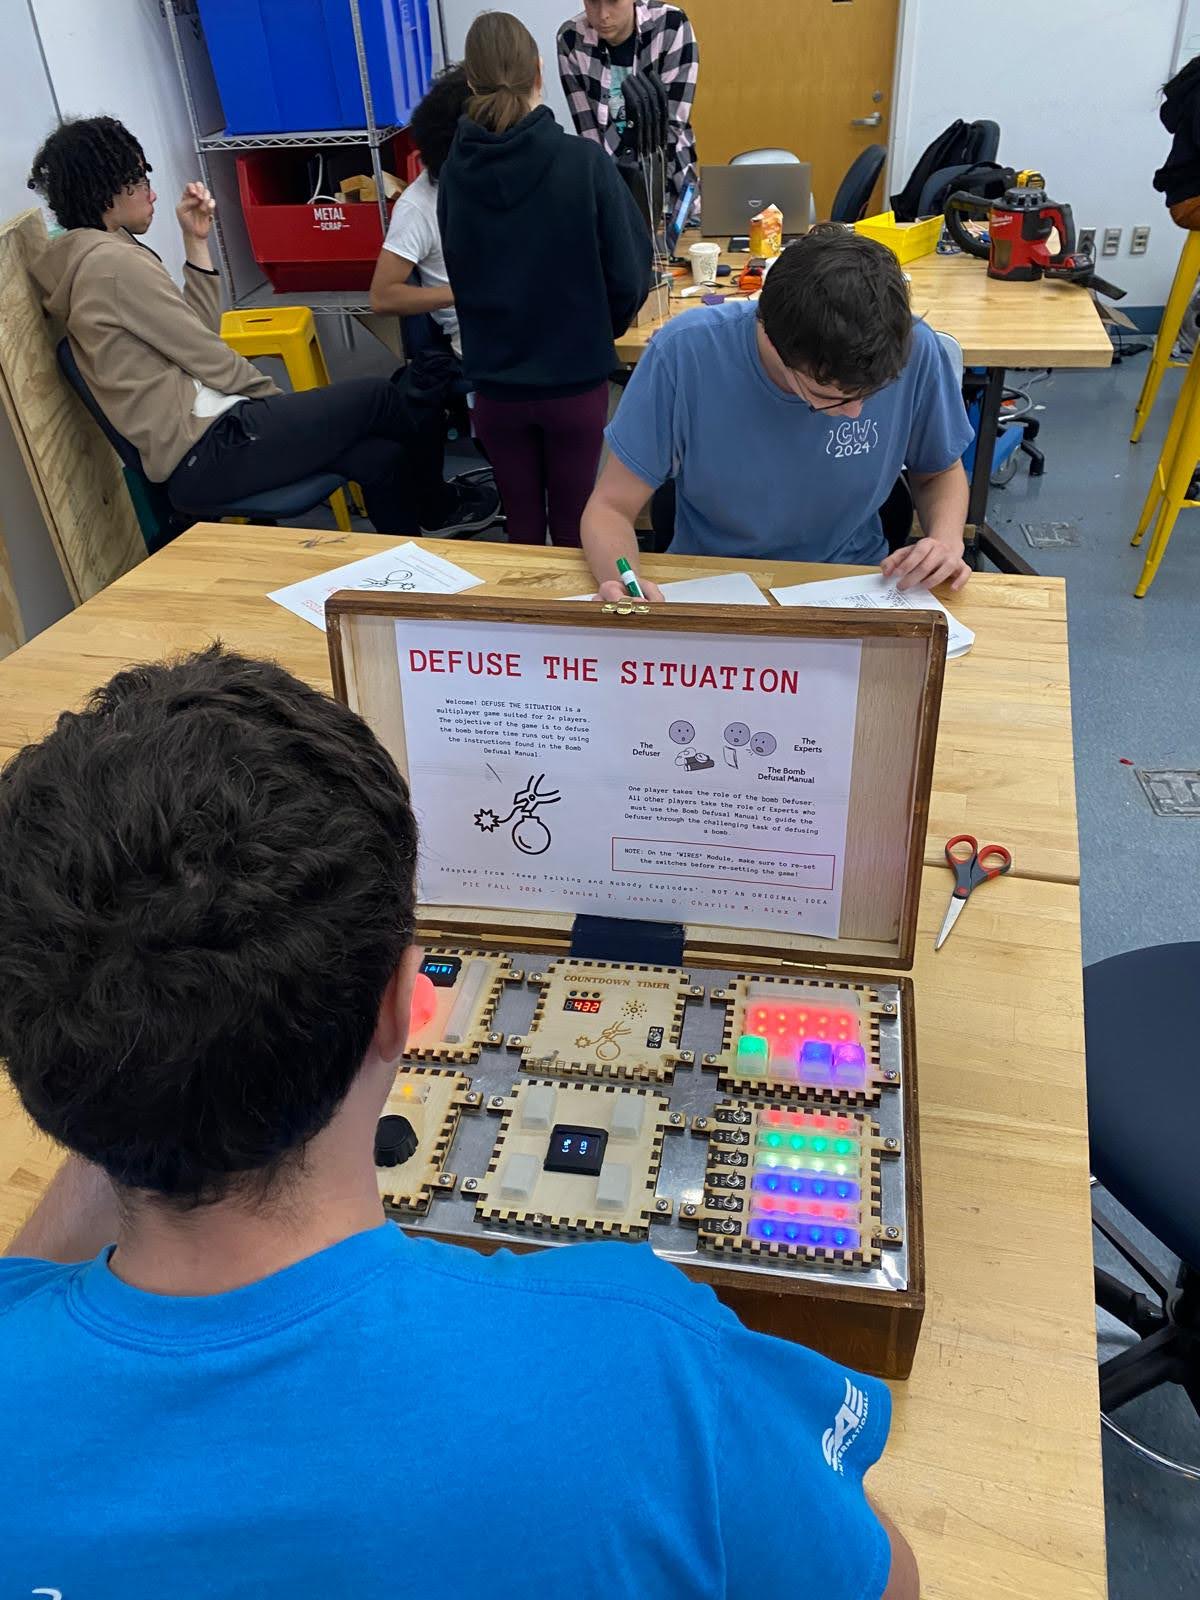 METAL
SCRAP
CW
2024
DEFUSE THE SITUATION
Welcome! DEFUSE THE SITUATION is a
multiplayer game suited for 2+ players.
The objective of the game is to defuse
the bomb before time runs out by using
the instructions found in the Bomb
Defusal Manual.
The
Defuser
The
Experts
The Bomb
Defusal Manual
One player takes the role of the bomb Defuser.
All other players take the role of Experts who
must use the Bomb Defusal Manual to guide the
Defuser through the challenging task of defusing
a bomb.
NOTE: On the 'WIRES' Module, make sure to re-set
the switches before re-setting the game!
Adapted from 'Keep Talking and Nobody Explodes'. NOT AN ORIGINAL IDEA
PIE FALL 2024 - Daniel T, Joshua D, Charlie M, Alex M
COUNTDOWN TIMER
432
ON
3
2
1
INTERNATIONAL